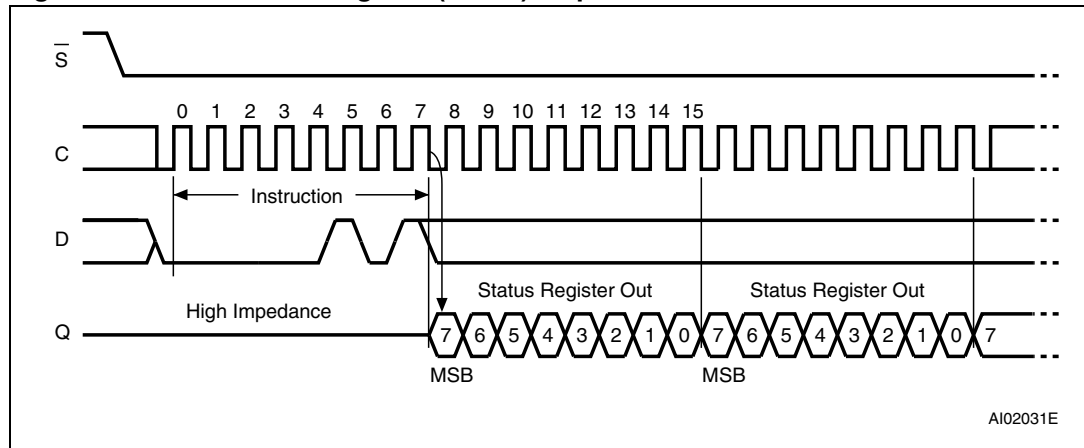 S
0 1 2 3 4 5 6 7 8 9 10 11 12 13 14 15
C
Instruction
D
Status Register Out Status Register Out
High Impedance
Q 7 6 5 4 3 2 1 0 7 6 5 4 3 2 1 0 7
MSB MSB
AI02031E